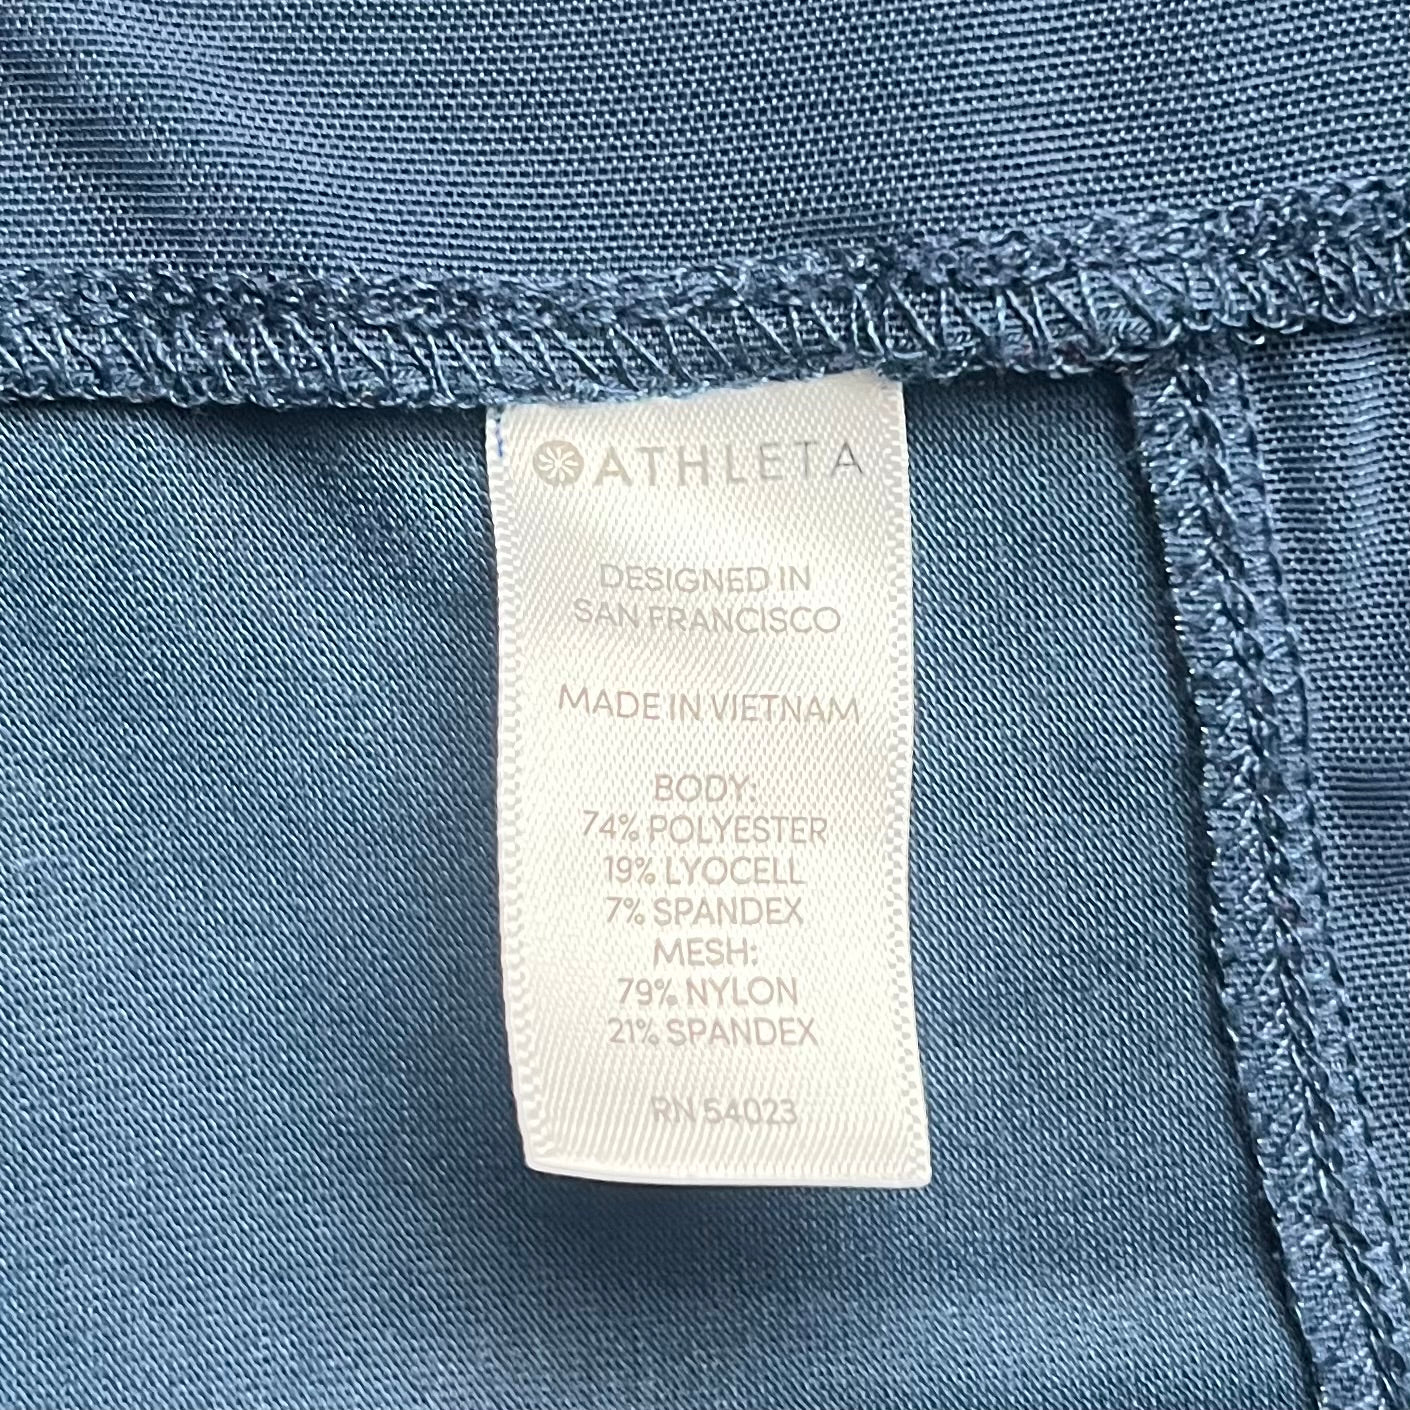 ATHLETA
DESIGNED IN
SAN FRANCISCO
MADE IN VIETNAM
BODY:
74% POLYESTER
19% LYOCELL
7% SPANDEX
MESH:
79% NYLON
21% SPANDEX
RN 54023